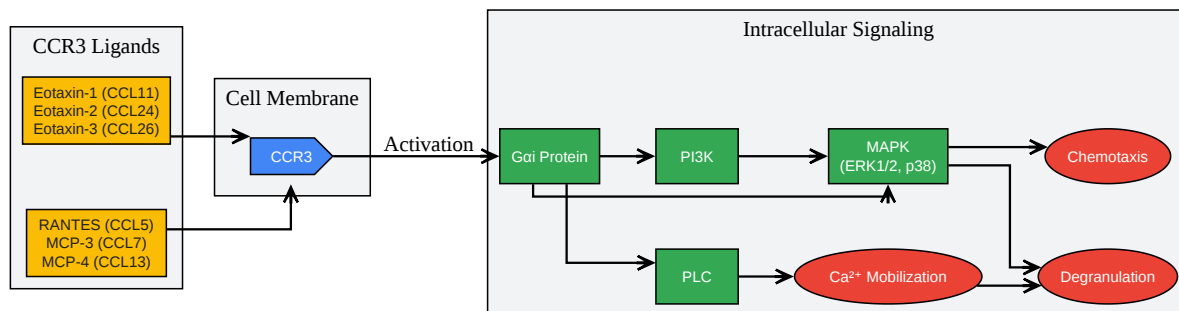 CCR3 Ligands
Eotaxin-1 (CCL11)
Eotaxin-2 (CCL24)
Eotaxin-3 (CCL26)
RANTES (CCL5)
MCP-3 (CCL7)
MCP-4 (CCL13)
Cell Membrane
CCR3
Activation
Intracellular Signaling
Gαi Protein
PI3K
MAPK
(ERK1/2, p38)
Chemotaxis
PLC
Ca²⁺ Mobilization
Degranulation